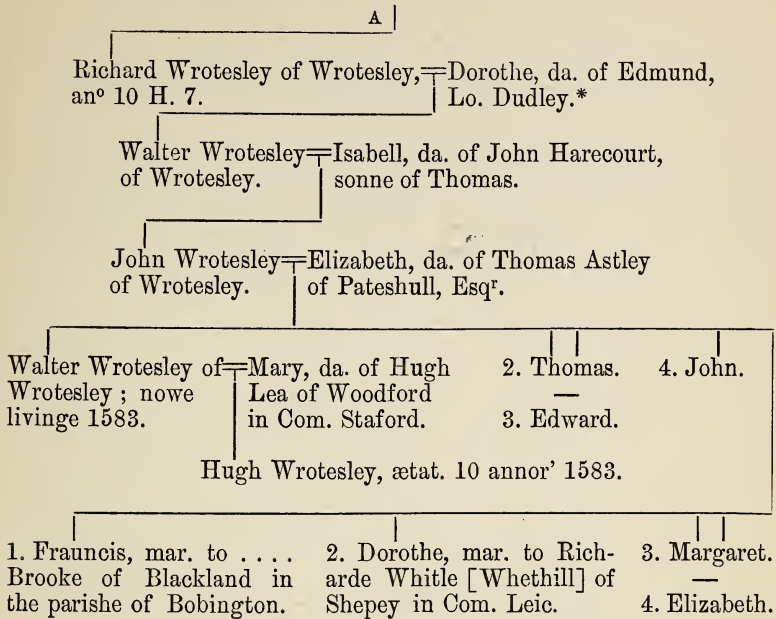 A
Richard Wrotesley of Wrotesley, Dorothe, da. of Edmund,
anº 10 H. 7. Lo. Dudley.*
Walter Wrotesley Isabell, da. of John Harecourt,
of Wrotesley. sonne of Thomas.
John Wrotesley Elizabeth, da. of Thomas Astley
of Wrotesley. of Pateshull, Esqʳ.
Walter Wrotesley of Mary, da. of Hugh 2. Thomas. 4. John.
Wrotesley ; nowe Lea of Woodford —
livinge 1583. in Com. Staford. 3. Edward.
Hugh Wrotesley, ætat. 10 annor' 1583.
1. Frauncis, mar. to . . . . 2. Dorothe, mar. to Rich- 3. Margaret.
Brooke of Blackland in arde Whitle [Whethill] of —
the parishe of Bobington. Shepey in Com. Leic. 4. Elizabeth.